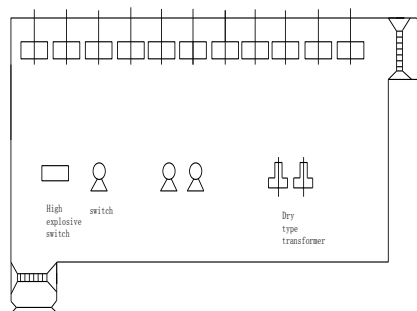 High
explosive
switch
switch
Dry
type
transformer